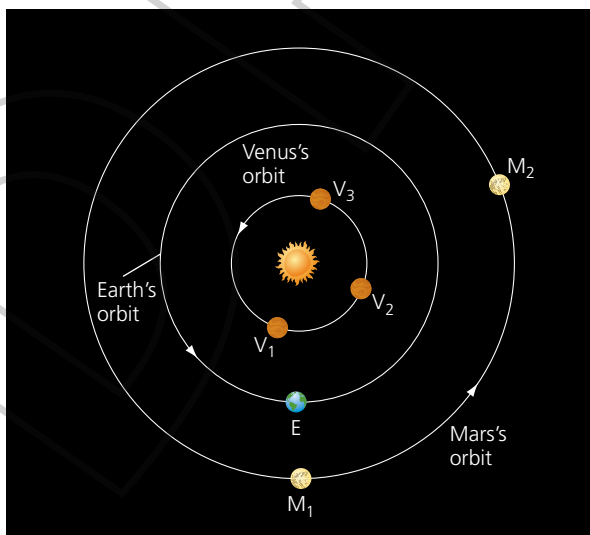 Venus's
orbit
V3
M2
Earth's
orbit
V2
V1
E
Mars's
orbit
M1